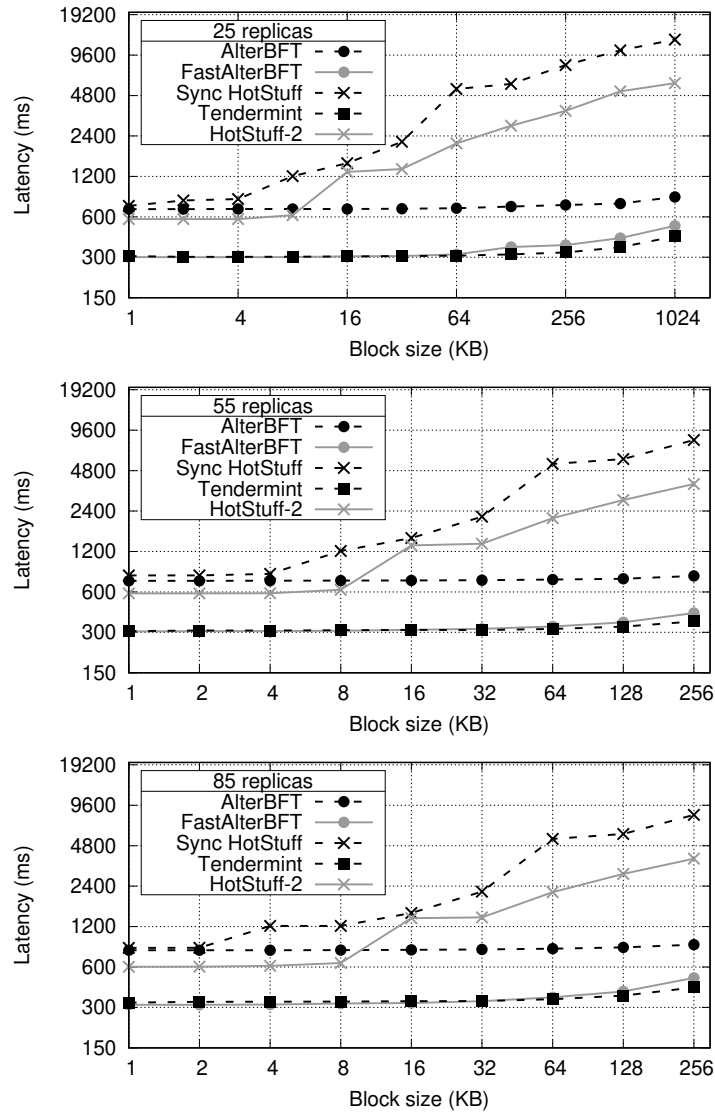 19200
9600
4800
2400
1200
600
300
150
Latency (ms)
25 replicas
AlterBFT
FastAlterBFT
Sync HotStuff
Tendermint
HotStuff-2
1 4 16 64 256 1024
Block size (KB)
19200
9600
4800
2400
1200
600
300
150
Latency (ms)
55 replicas
AlterBFT
FastAlterBFT
Sync HotStuff
Tendermint
HotStuff-2
1 2 4 8 16 32 64 128 256
Block size (KB)
19200
9600
4800
2400
1200
600
300
150
Latency (ms)
85 replicas
AlterBFT
FastAlterBFT
Sync HotStuff
Tendermint
HotStuff-2
1 2 4 8 16 32 64 128 256
Block size (KB)